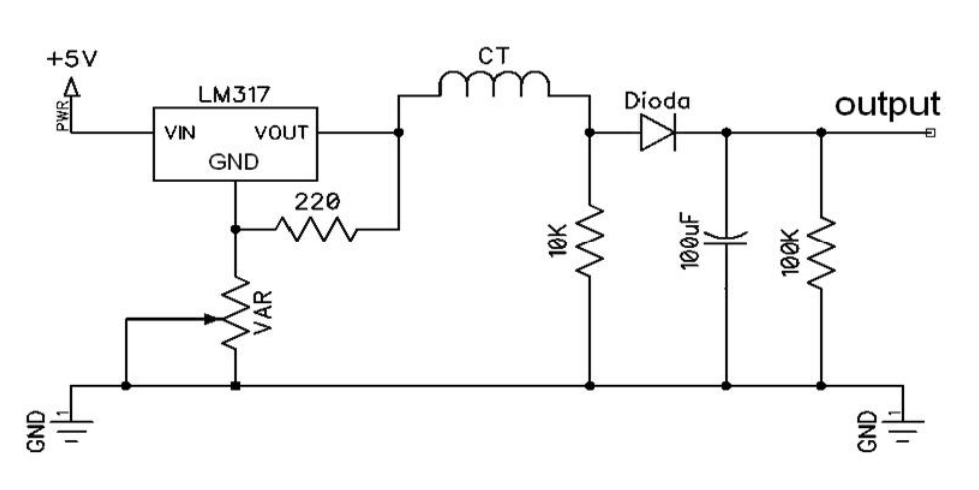 +5V
PWR
LM317
VIN
VOUT
GND
220
VAR
CT
10K
Dioda
100uF
100K
output
GND
1
GND
1